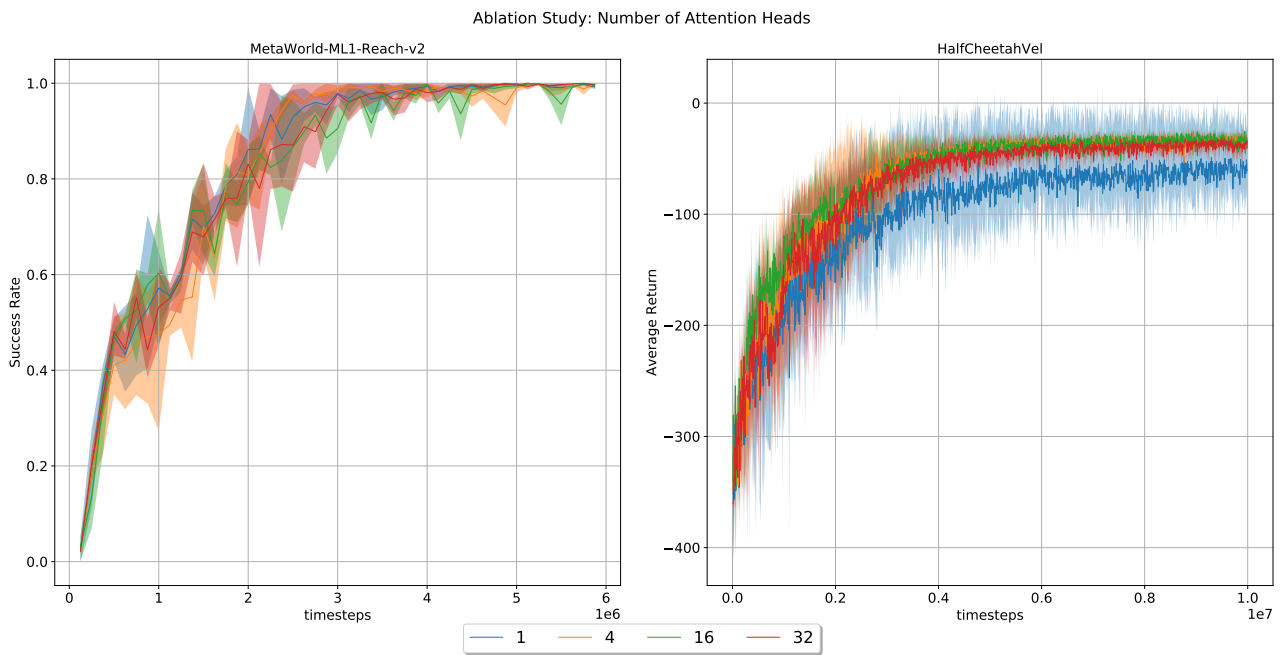 Ablation Study: Number of Attention Heads
MetaWorld-ML1-Reach-v2
Success Rate
1.0
0.8
0.6
0.4
0.2
0.0
0 1 2 3 4 5 6
1e6
timesteps
HalfCheetahVel
Average Return
0
−100
−200
−300
−400
0.0 0.2 0.4 0.6 0.8 1.0
1e7
timesteps
1 4 16 32